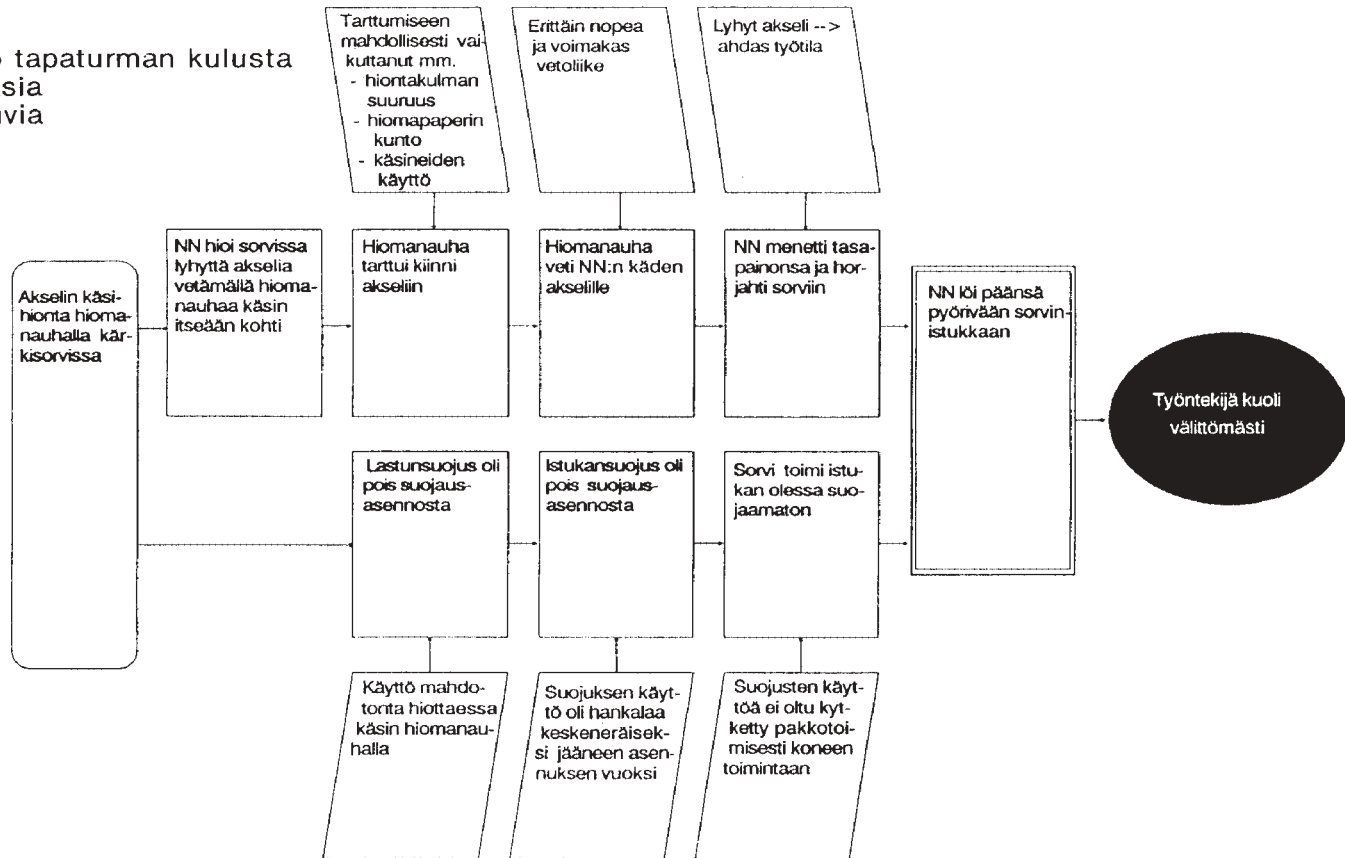 tapaturman kulusta
Tarttumiseen
mahdollisesti vai-
kuttanut mm.
- hiontakulman
suuruus
- hiomapaperin
kunto
- käsineiden
käyttö
Erittäin nopea
ja voimakas
vetoliike
Lyhyt akseli -->
ahdas työtila
Akselin käsi-
hionta hioma-
nauhalla kär-
kisorvissa
NN hioi sorvissa
lyhyttä akselia
vetämällä hioma-
nauhaa käsin
itseään kohti
Hiomanauha
tarttui kiinni
akseliin
Hiomanauha
veti NN:n käden
akselille
NN menetti tasa-
painonsa ja hor-
jahti sorviin
NN löi päänsä
pyörivään sorvin-
istukkaan
Työntekijä kuoli
välittömästi
Lastunsuojus oli
pois suojaus-
asennosta
Istukansuojus oli
pois suojaus-
asennosta
Sorvi toimi istu-
kan olessa suo-
jaamaton
Käyttö mahdo-
tonta hiottaessa
käsin hiomanau-
halla
Suojuksen käyt-
tö oli hankalaa
keskeneräisek-
si jääneen asen-
nuksen vuoksi
Suojusten käyt-
töä ei oltu kyt-
ketty pakkotoi-
misesti koneen
toimintaan